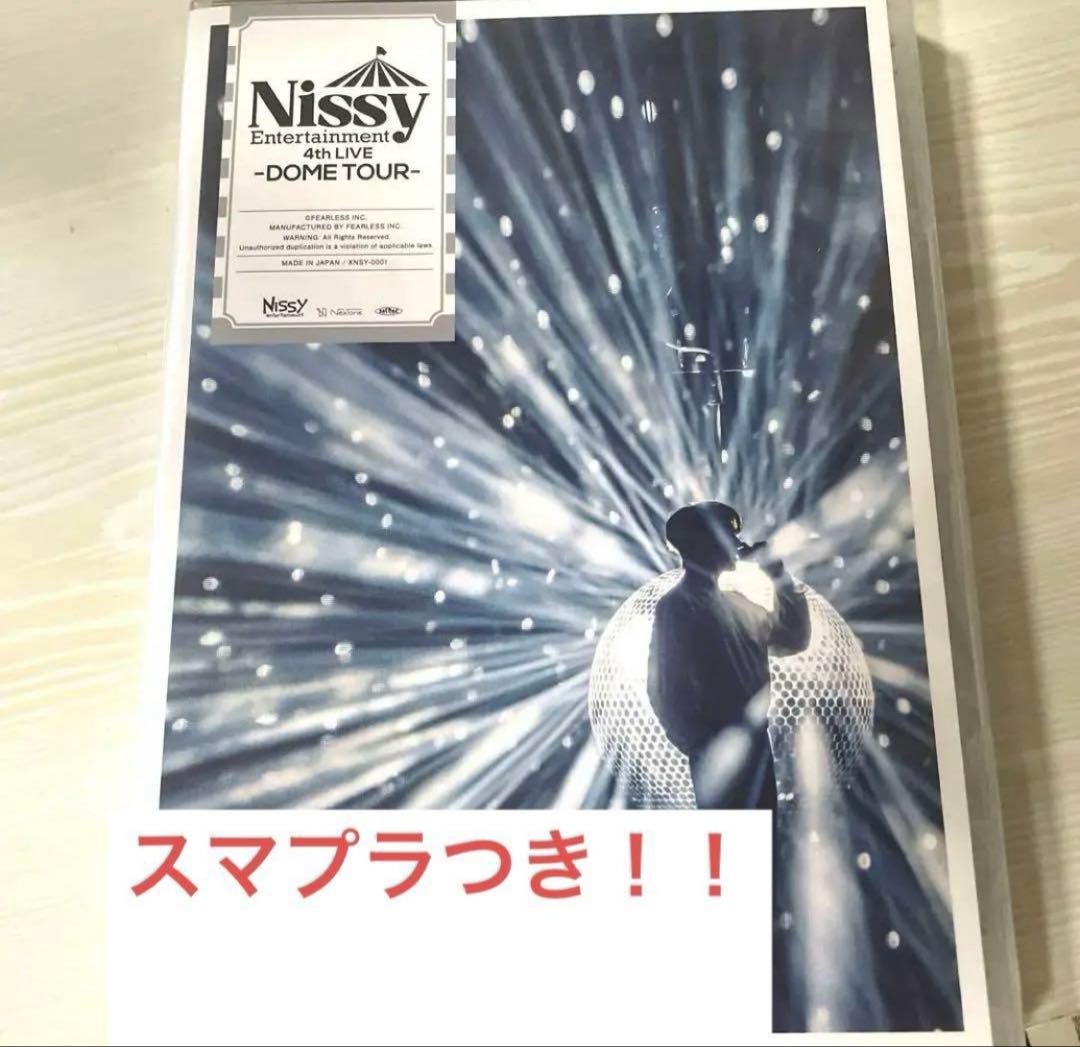 Nissy
Entertainment
4th LIVE
-DOME TOUR-
©FEARLESS INC.
MANUFACTURED BY FEARLESS INC.
WARNING: All Rights Reserved.
Unauthorized duplication is a violation of applicable laws.
MADE IN JAPAN / XNSY-0001
Nissy
entertainment
Nextone
スマプラつき！！